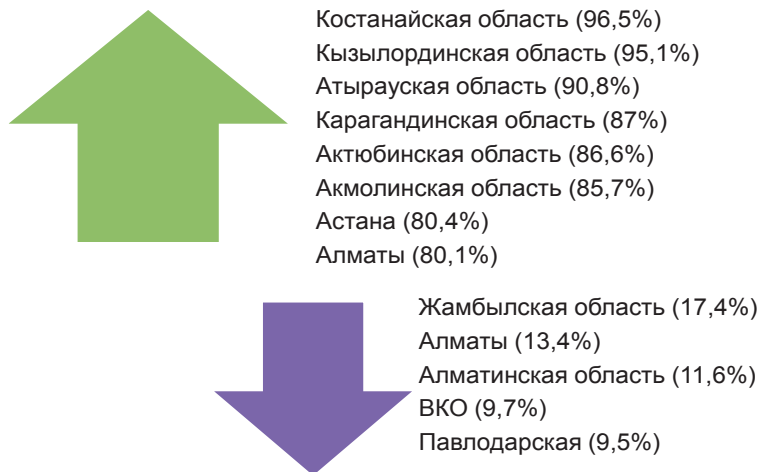 Костанайская область (96,5%)
Кызылординская область (95,1%)
Атырауская область (90,8%)
Карагандинская область (87%)
Актюбинская область (86,6%)
Акмолинская область (85,7%)
Астана (80,4%)
Алматы (80,1%)
Жамбылская область (17,4%)
Алматы (13,4%)
Алматинская область (11,6%)
ВКО (9,7%)
Павлодарская (9,5%)